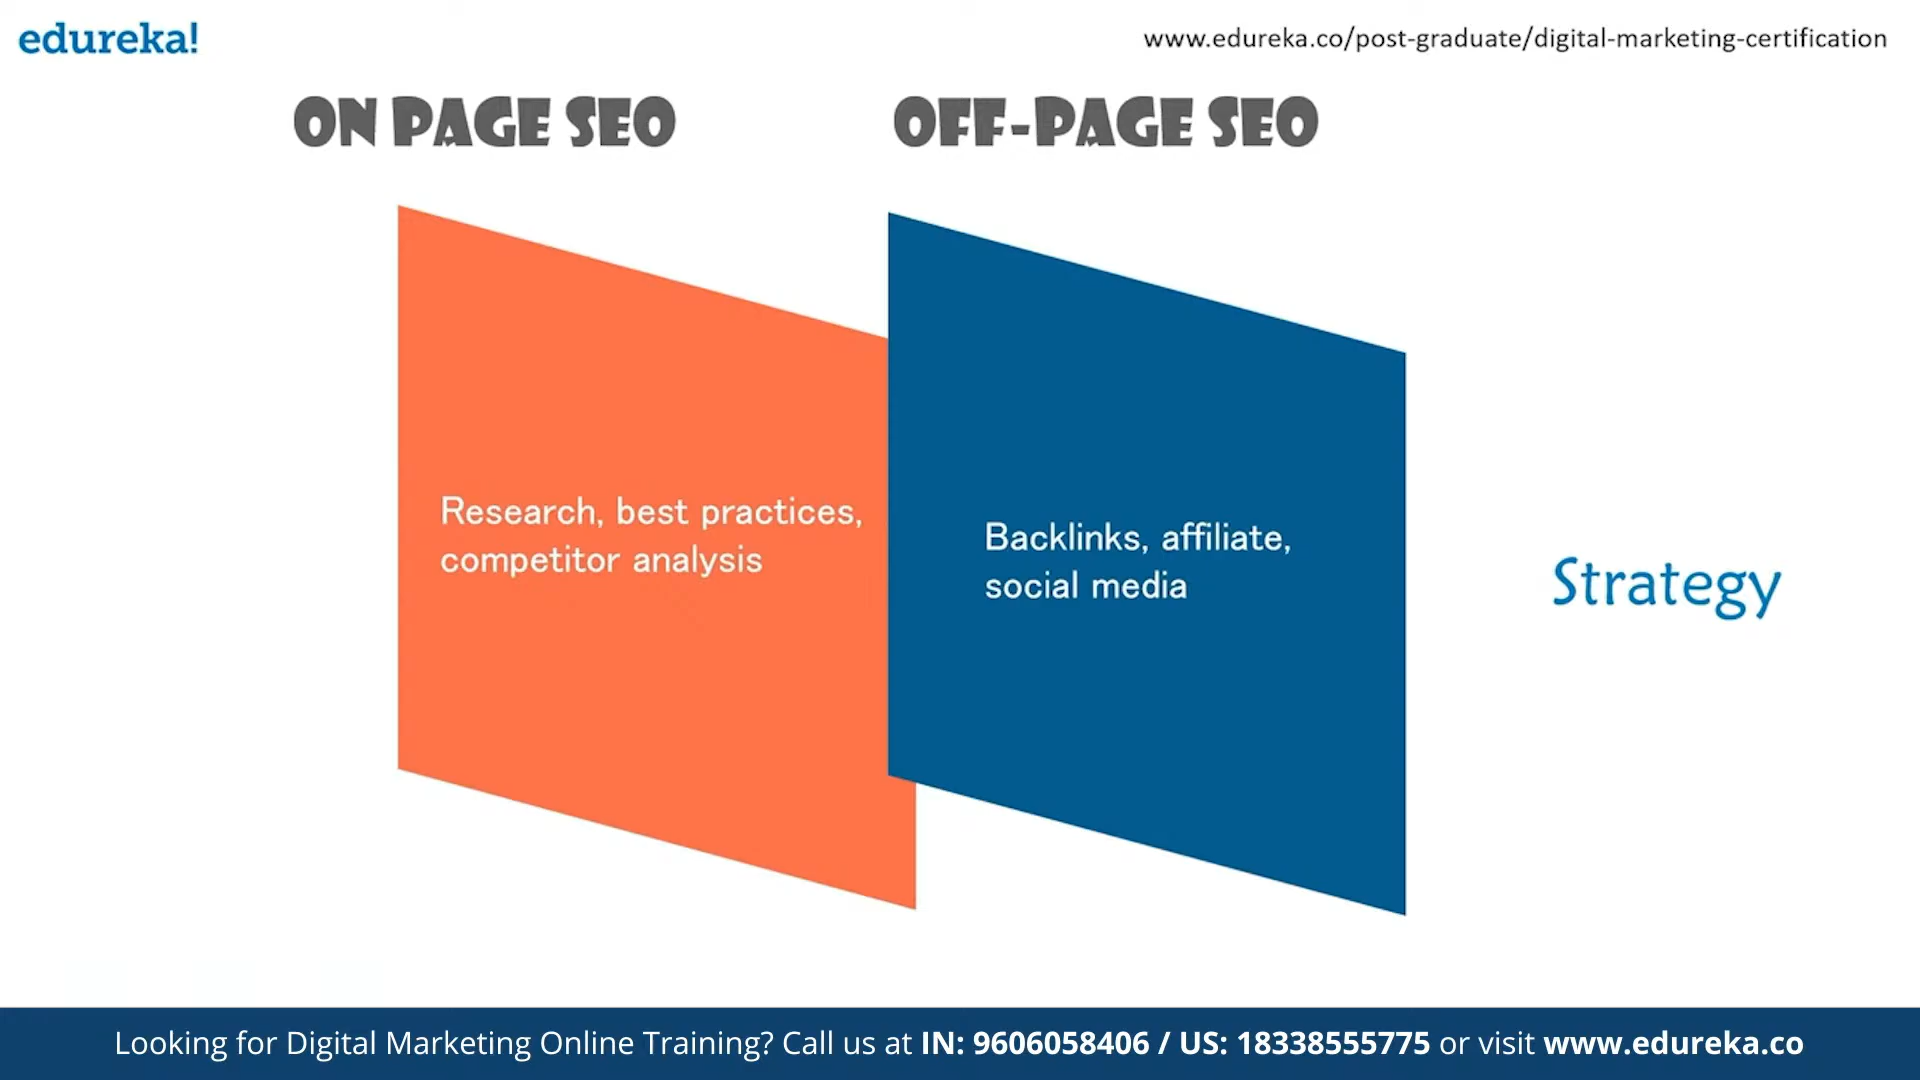 edureka!
www.edureka.co/post-graduate/digital-marketing-certification
ON PAGE SEO
OFF-PAGE SEO
Research, best practices,
competitor analysis
Backlinks, affiliate,
social media
Strategy
Looking for Digital Marketing Online Training? Call us at IN: 9606058406 / US: 18338555775 or visit www.edureka.co